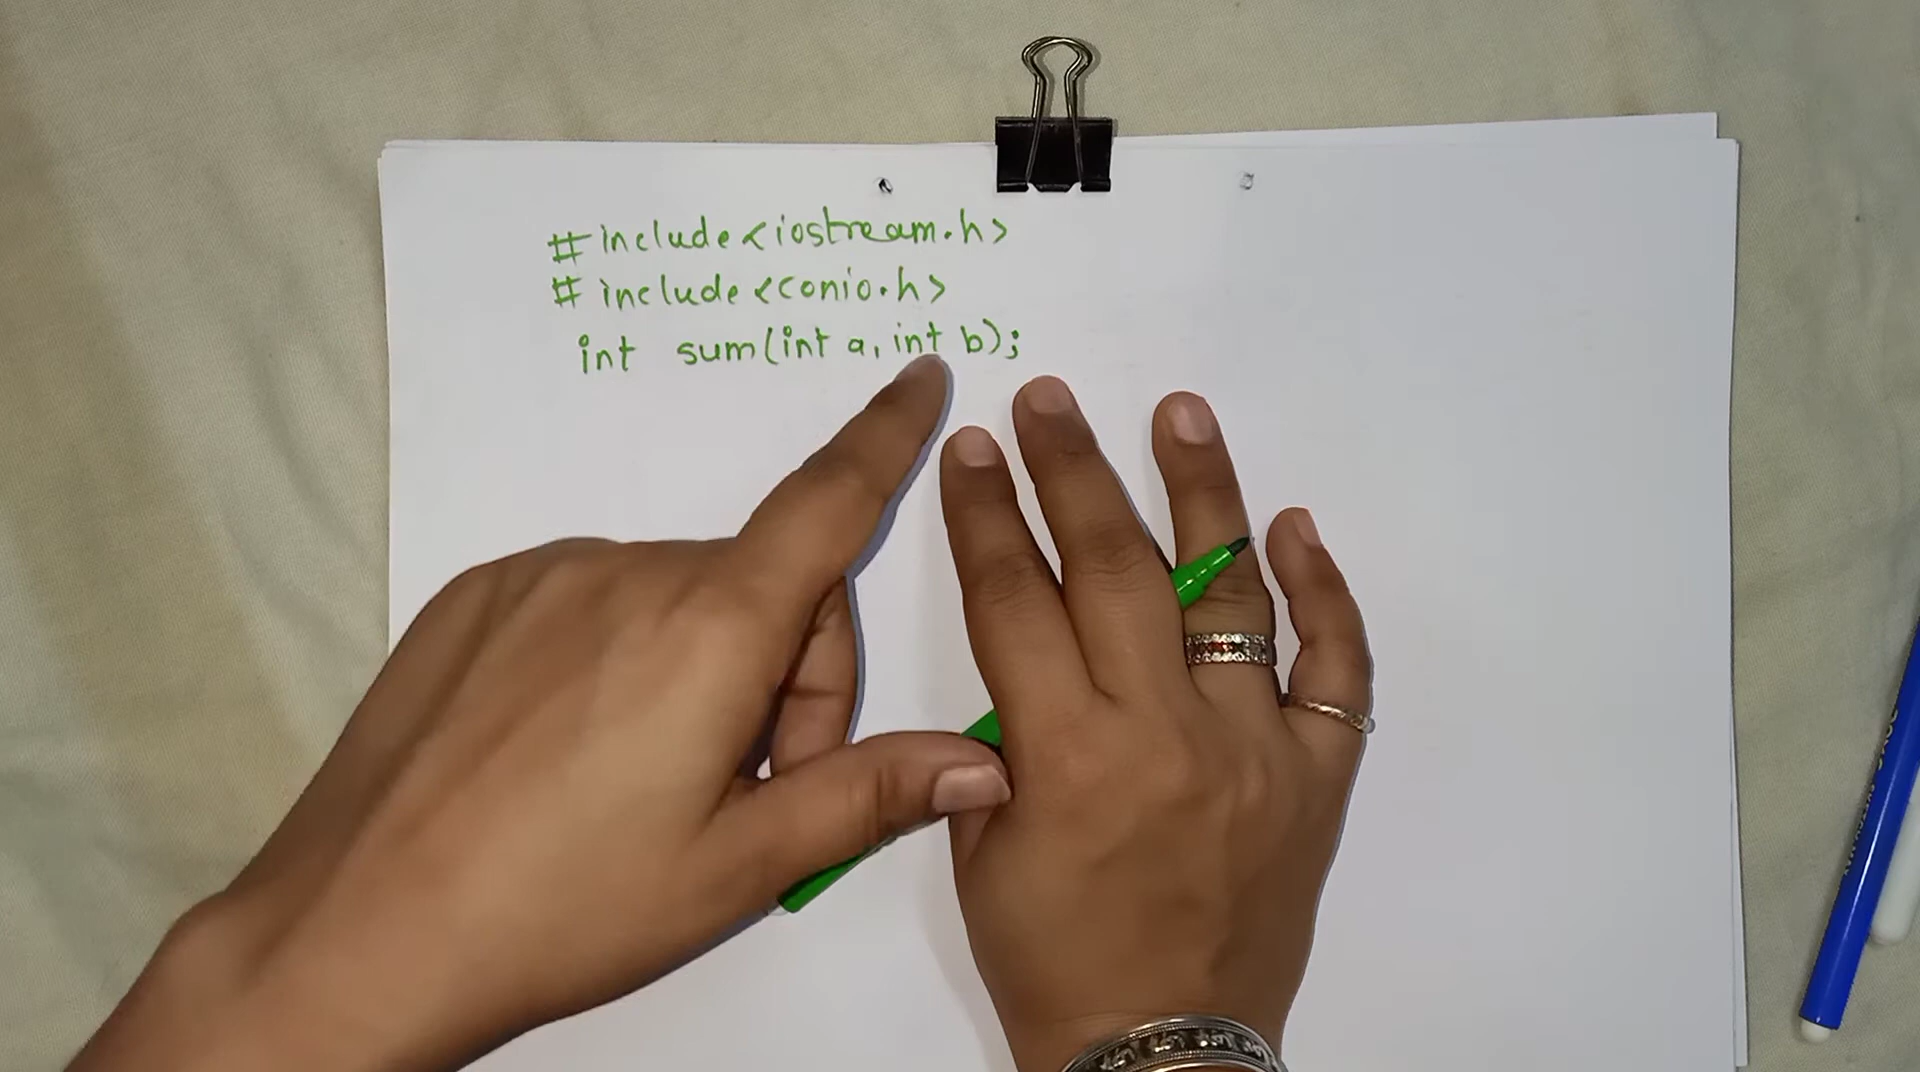 #include<iostream.h>
#include<conio.h>
int sum(int a, int b);